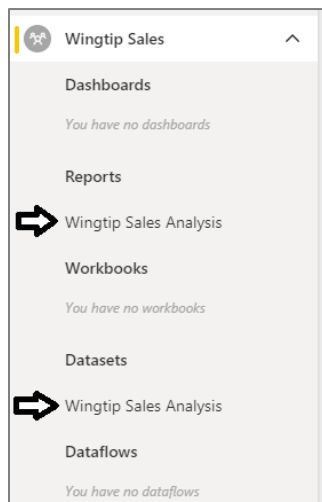 Wingtip Sales
Dashboards
You have no dashboards
Reports
Wingtip Sales Analysis
Workbooks
You have no workbooks
Datasets
Wingtip Sales Analysis
Dataflows
You have no dataflows